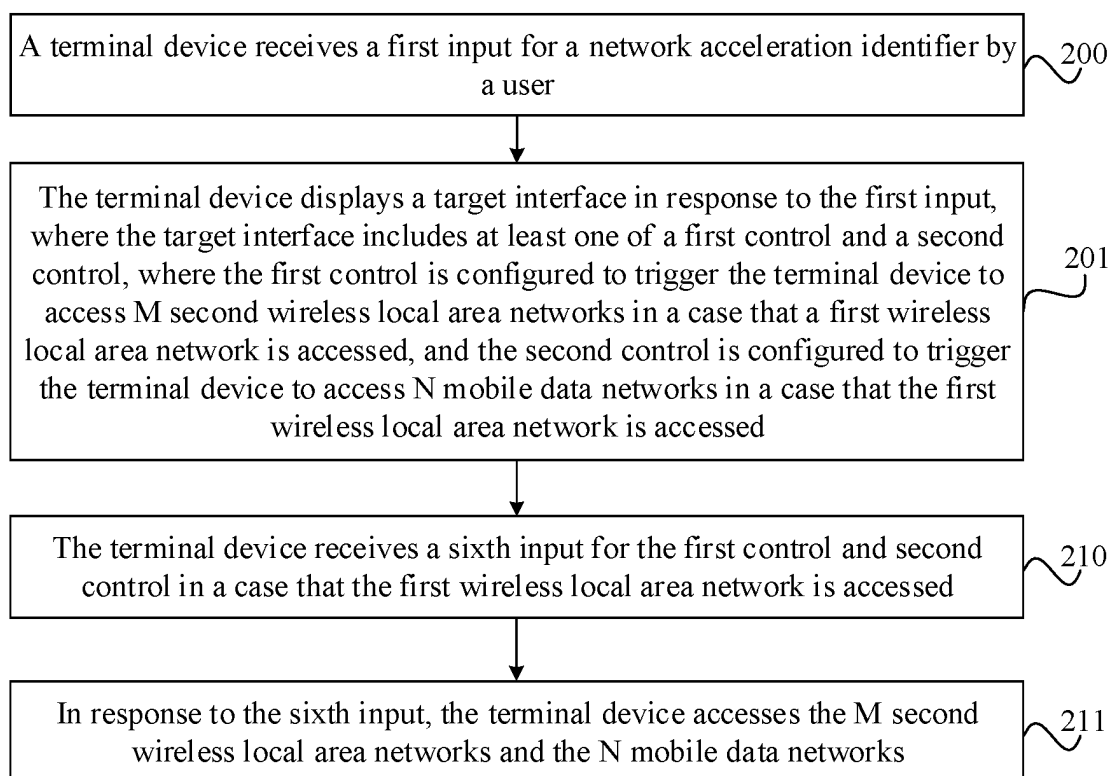 A terminal device receives a first input for a network acceleration identifier by
a user
200
The terminal device displays a target interface in response to the first input,
where the target interface includes at least one of a first control and a second
control, where the first control is configured to trigger the terminal device to
access M second wireless local area networks in a case that a first wireless
local area network is accessed, and the second control is configured to trigger
the terminal device to access N mobile data networks in a case that the first
wireless local area network is accessed
201
The terminal device receives a sixth input for the first control and second
control in a case that the first wireless local area network is accessed
210
In response to the sixth input, the terminal device accesses the M second
wireless local area networks and the N mobile data networks
211